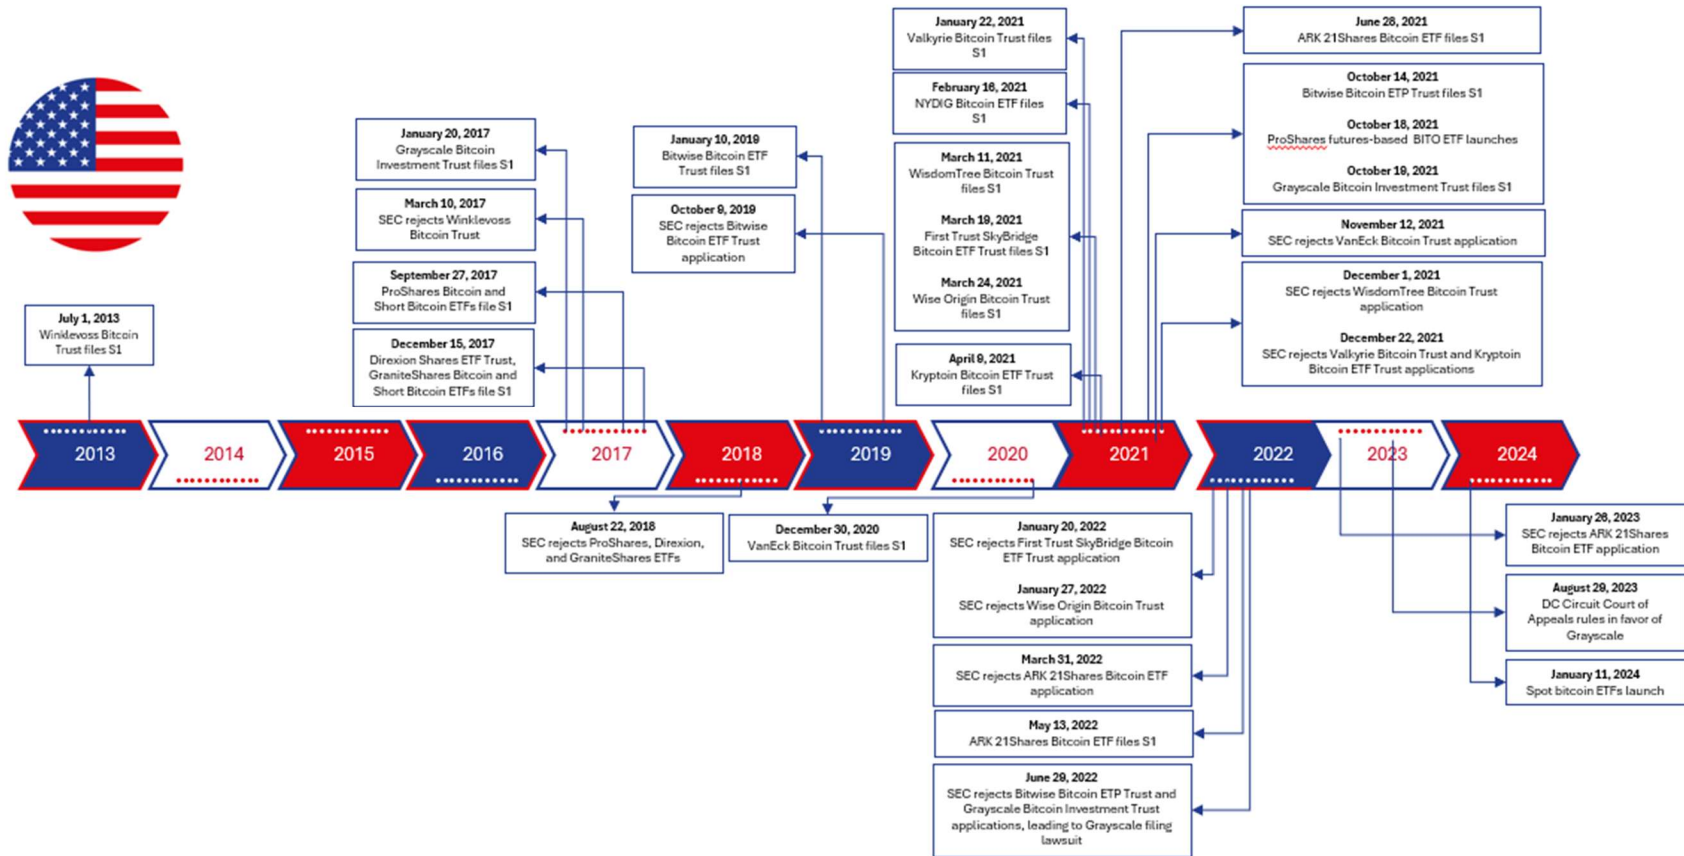 July 1, 2013
Winklevoss Bitcoin
Trust files S1
January 20, 2017
Grayscale Bitcoin
Investment Trust files S1
March 10, 2017
SEC rejects Winklevoss
Bitcoin Trust
September 27, 2017
ProShares Bitcoin and
Short Bitcoin ETFs file S1
December 15, 2017
Direxion Shares ETF Trust,
GraniteShares Bitcoin and
Short Bitcoin ETFs file S1
January 10, 2019
Bitwise Bitcoin ETF
Trust files S1
October 9, 2019
SEC rejects Bitwise
Bitcoin ETF Trust
application
January 22, 2021
Valkyrie Bitcoin Trust files
S1
February 16, 2021
NYDIG Bitcoin ETF files
S1
March 11, 2021
WisdomTree Bitcoin Trust
files S1
March 19, 2021
First Trust SkyBridge
Bitcoin ETF Trust files S1
March 24, 2021
Wise Origin Bitcoin Trust
files S1
April 9, 2021
Kryptoin Bitcoin ETF Trust
files S1
June 28, 2021
ARK 21Shares Bitcoin ETF files S1
October 14, 2021
Bitwise Bitcoin ETP Trust files S1
October 18, 2021
ProShares futures-based BITO ETF launches
October 19, 2021
Grayscale Bitcoin Investment Trust files S1
November 12, 2021
SEC rejects VanEck Bitcoin Trust application
December 1, 2021
SEC rejects WisdomTree Bitcoin Trust
application
December 22, 2021
SEC rejects Valkyrie Bitcoin Trust and Kryptoin
Bitcoin ETF Trust applications
2013
2014
2015
2016
2017
2018
2019
2020
2021
2022
2023
2024
August 22, 2018
SEC rejects ProShares, Direxion,
and GraniteShares ETFs
December 30, 2020
VanEck Bitcoin Trust files S1
January 20, 2022
SEC rejects First Trust SkyBridge Bitcoin
ETF Trust application
January 27, 2022
SEC rejects Wise Origin Bitcoin Trust
application
March 31, 2022
SEC rejects ARK 21Shares Bitcoin ETF
application
May 13, 2022
ARK 21Shares Bitcoin ETF files S1
June 29, 2022
SEC rejects Bitwise Bitcoin ETP Trust and
Grayscale Bitcoin Investment Trust
applications, leading to Grayscale filing
lawsuit
January 26, 2023
SEC rejects ARK 21Shares
Bitcoin ETF application
August 29, 2023
DC Circuit Court of
Appeals rules in favor of
Grayscale
January 11, 2024
Spot bitcoin ETFs launch